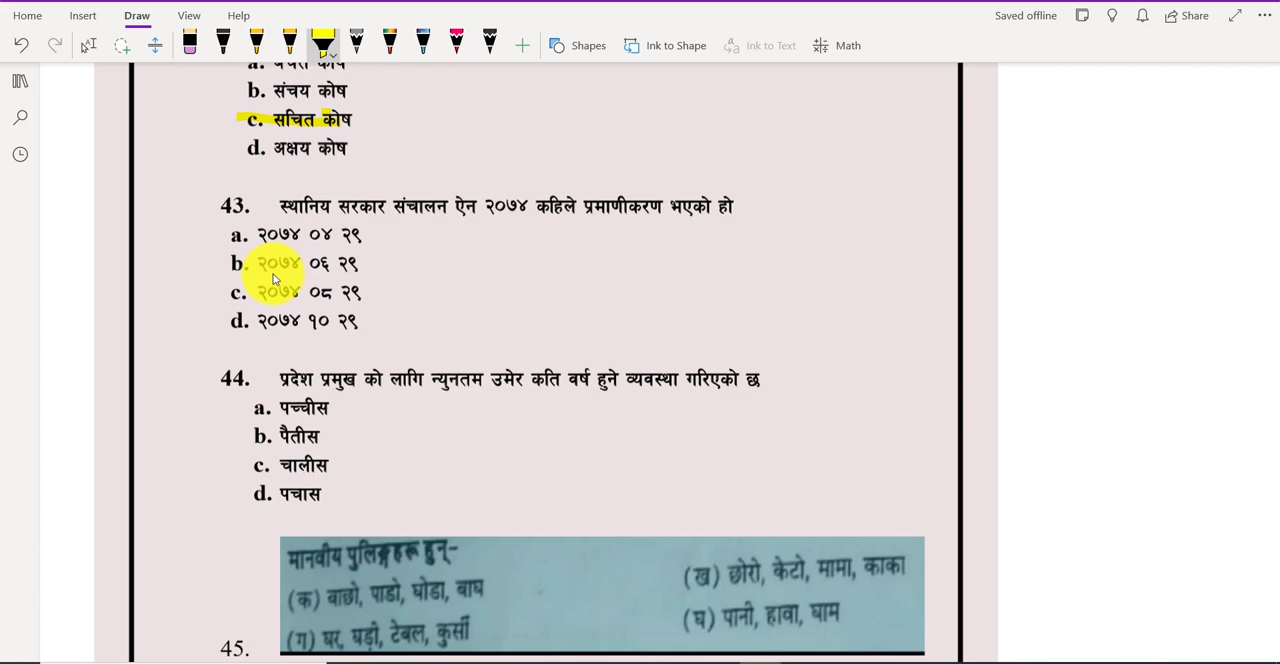 Home Insert Draw View Help Saved offline Share
Shapes Ink to Shape Ink to Text Math
a. बचत कोष
b. संचय कोष
c. सचित कोष
d. अक्षय कोष
43. स्थानिय सरकार संचालन ऐन २०७४ कहिले प्रमाणीकरण भएको हो
a. २०७४ ०४ २९
b. २०७४ ०६ २९
c. २०७४ ०८ २९
d. २०७४ १० २९
44. प्रदेश प्रमुख को लागि न्युनतम उमेर कति वर्ष हुने व्यवस्था गरिएको छ
a. पच्चीस
b. पैतीस
c. चालीस
d. पचास
मानवीय पुलिङ्गहरू हुन्-
(क) बाछो, पाडो, घोडा, बाघ (ख) छोरो, केटो, मामा, काका
(ग) घर, घड़ी, टेबल, कुर्सी (घ) पानी, हावा, घाम
45.